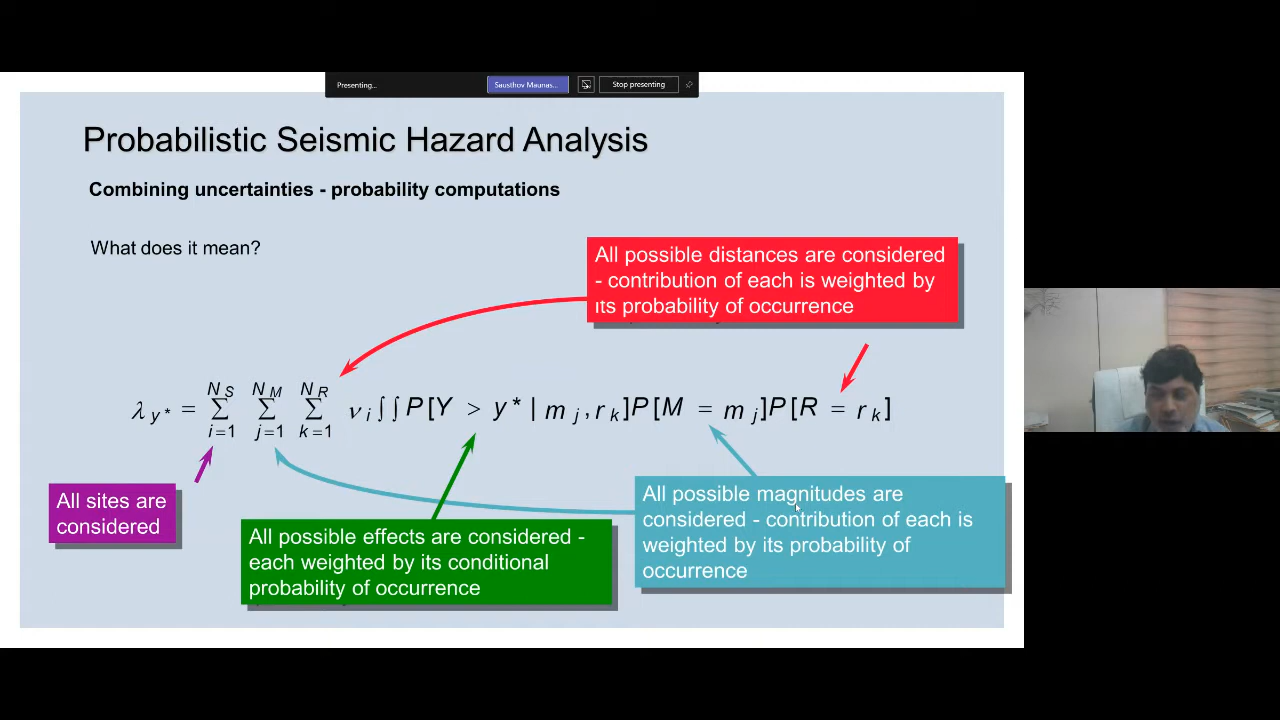 Presenting...
Sausthov Maunas...
Stop presenting
Probabilistic Seismic Hazard Analysis
Combining uncertainties - probability computations
What does it mean?
All possible distances are considered
- contribution of each is weighted by
its probability of occurrence
N S N M N R
λ y* = Σ Σ Σ ν i ∫ ∫ P[Y > y* | m j , r k ]P[M = m j]P[R = r k]
i=1 j=1 k=1
All sites are
considered
All possible effects are considered -
each weighted by its conditional
probability of occurrence
All possible magnitudes are
considered - contribution of each is
weighted by its probability of
occurrence